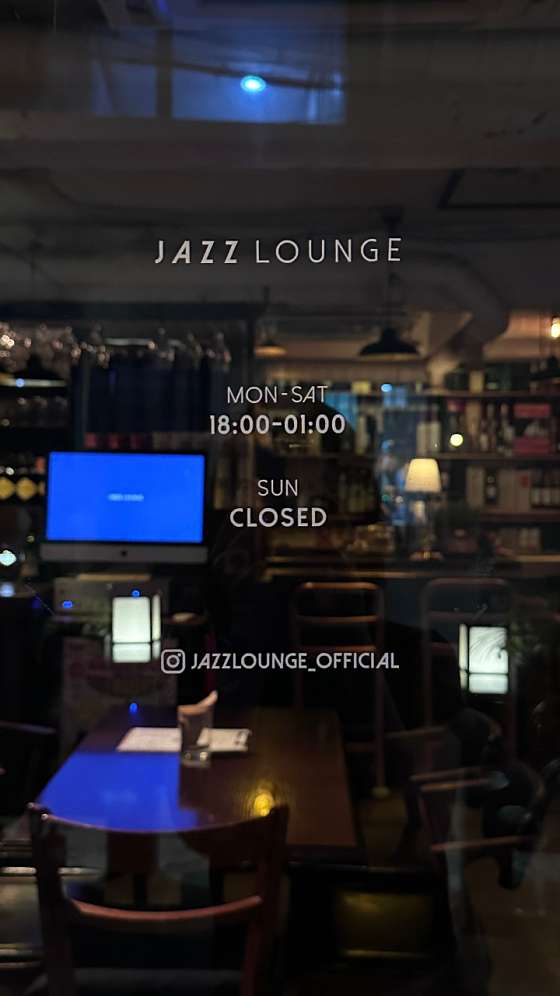 JAZZ LOUNGE
MON-SAT
18:00-01:00
SUN
CLOSED
JAZZLOUNGE_OFFICIAL